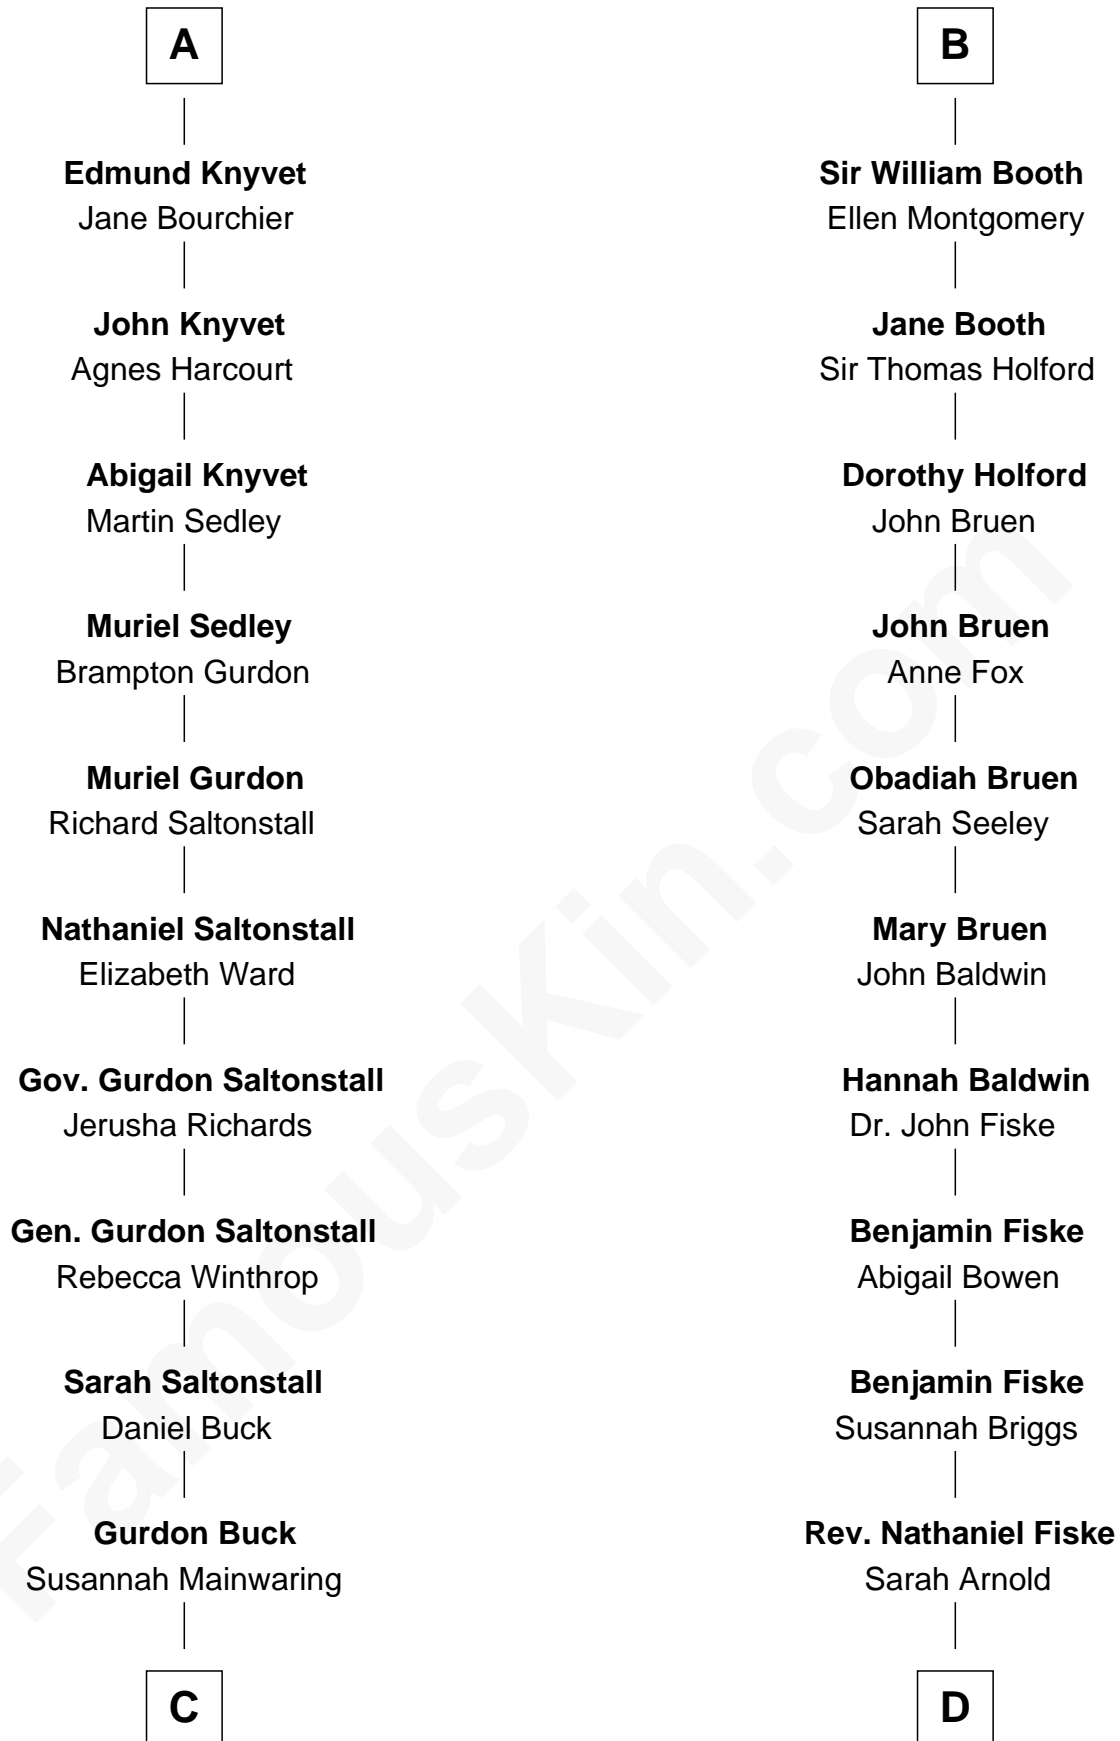 A
Edmund Knyvet
Jane Bourchier
John Knyvet
Agnes Harcourt
Abigail Knyvet
Martin Sedley
Muriel Sedley
Brampton Gurdon
Muriel Gurdon
Richard Saltonstall
Nathaniel Saltonstall
Elizabeth Ward
Gov. Gurdon Saltonstall
Jerusha Richards
Gen. Gurdon Saltonstall
Rebecca Winthrop
Sarah Saltonstall
Daniel Buck
Gurdon Buck
Susannah Mainwaring
C
B
Sir William Booth
Ellen Montgomery
Jane Booth
Sir Thomas Holford
Dorothy Holford
John Bruen
John Bruen
Anne Fox
Obadiah Bruen
Sarah Seeley
Mary Bruen
John Baldwin
Hannah Baldwin
Dr. John Fiske
Benjamin Fiske
Abigail Bowen
Benjamin Fiske
Susannah Briggs
Rev. Nathaniel Fiske
Sarah Arnold
D
FamousKin.com